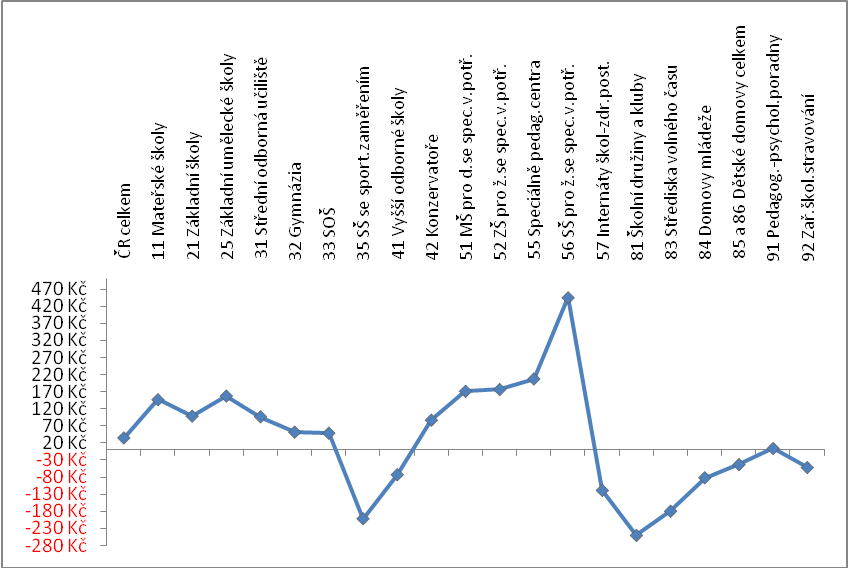 ČR celkem
11 Mateřské školy
21 Základní školy
25 Základní umělecké školy
31 Střední odborná učiliště
32 Gymnázia
33 SOŠ
35 SŠ se sport.zaměřením
41 Vyšší odborné školy
42 Konzervatoře
51 MŠ pro d.se spec.v.potř.
52 ZŠ pro ž.se spec.v.potř.
55 Speciálně pedag.centra
56 SŠ pro ž.se spec.v.potř.
57 Internáty škol-zdr.post.
81 Školní družiny a kluby
83 Střediska volného času
84 Domovy mládeže
85 a 86 Dětské domovy celkem
91 Pedagog.-psychol.poradny
92 Zař. škol.stravování
470 Kč
420 Kč
370 Kč
320 Kč
270 Kč
220 Kč
170 Kč
120 Kč
70 Kč
20 Kč
-30 Kč
-80 Kč
-130 Kč
-180 Kč
-230 Kč
-280 Kč